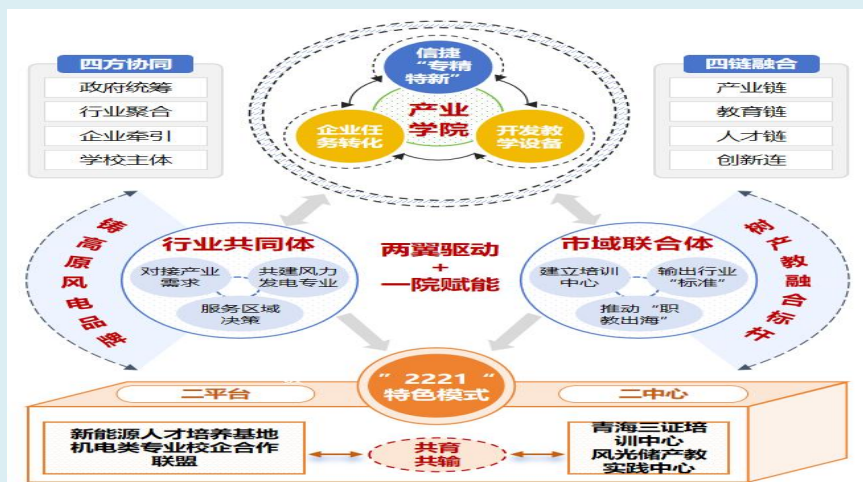 四方协同
政府统筹
行业聚合
企业牵引
学校主体
信捷
“专精
特新”
产业
学院
企业任
务转化
开发教
学设备
四链融合
产业链
教育链
人才链
创新连
铸高原风电品牌
行业共同体
对接产业
需求
共建风力
发电专业
服务区域
决策
两翼驱动
+
一院赋能
市域联合体
建立培训
中心
输出行业
“标准”
推动“职
教出海”
树产教融合标杆
”2221“
特色模式
二平台
新能源人才培养基地
机电类专业校企合作
联盟
共育
共输
二中心
青海三证培
训中心
风光储产教
实践中心